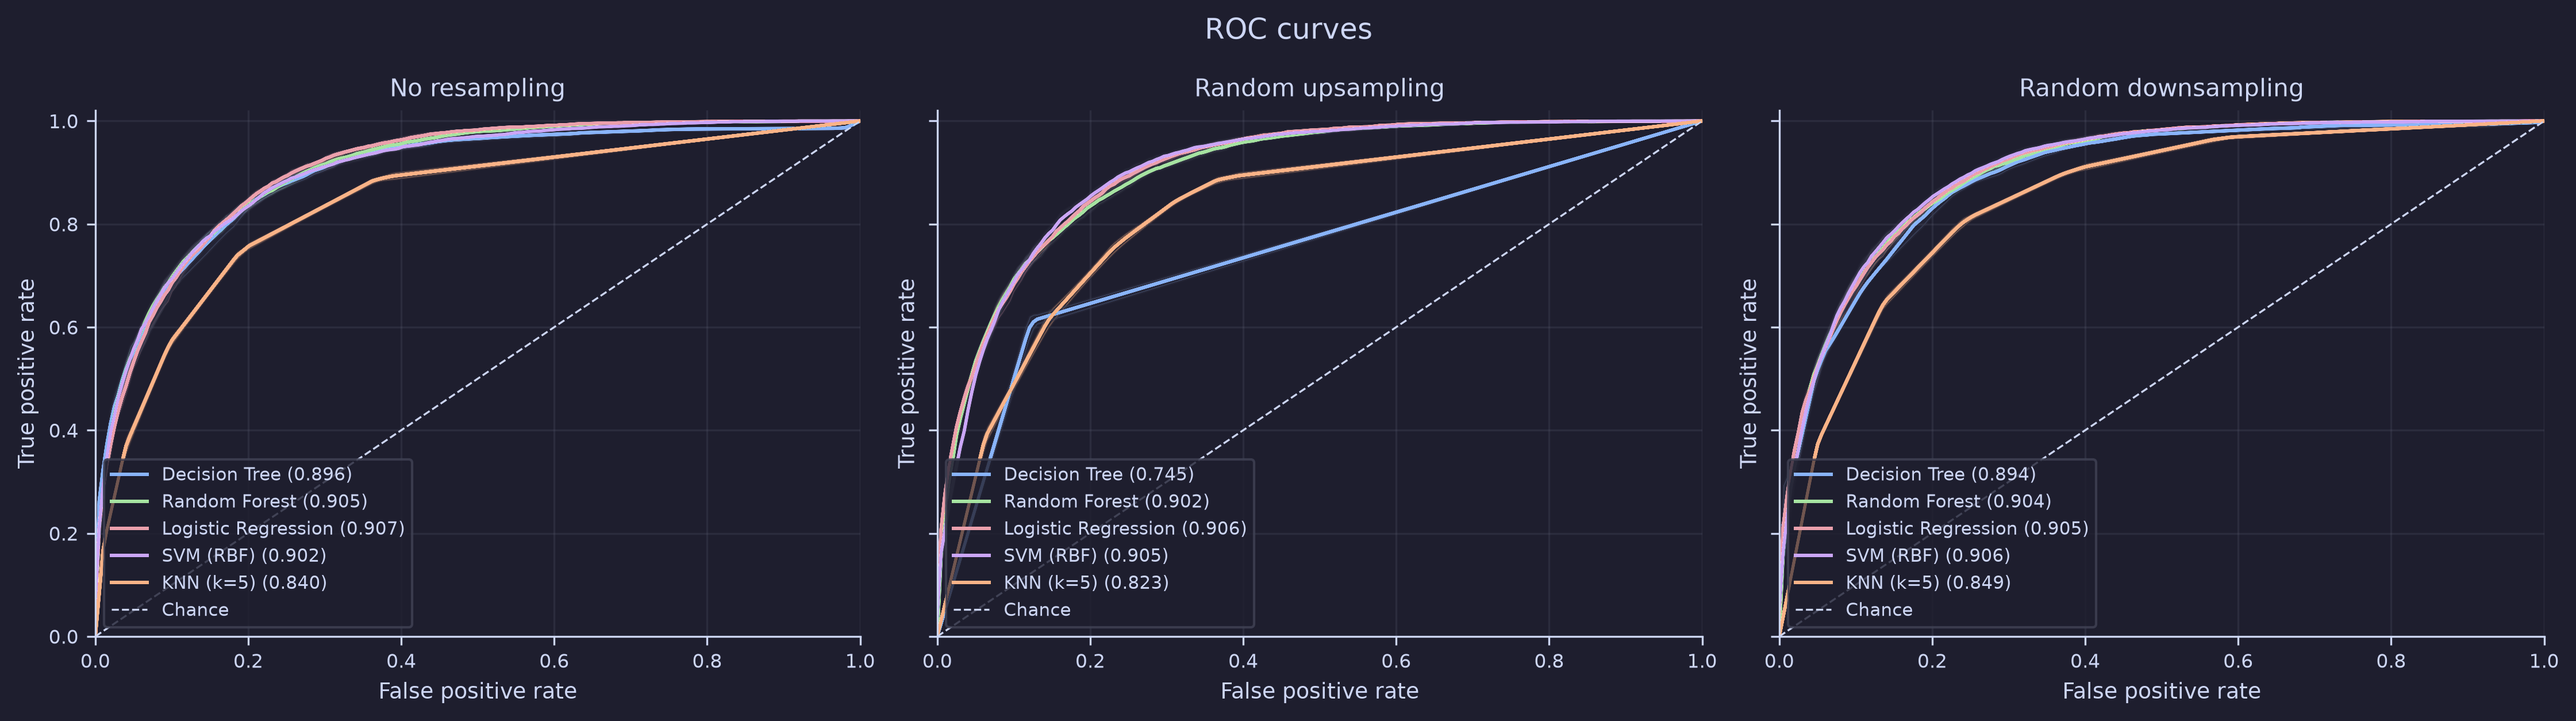 ROC curves
No resampling
True positive rate
1.0
0.8
0.6
0.4
0.2
0.0
Decision Tree (0.896)
Random Forest (0.905)
Logistic Regression (0.907)
SVM (RBF) (0.902)
KNN (k=5) (0.840)
Chance
0.0 0.2 0.4 0.6 0.8 1.0
False positive rate
Random upsampling
True positive rate
Decision Tree (0.745)
Random Forest (0.902)
Logistic Regression (0.906)
SVM (RBF) (0.905)
KNN (k=5) (0.823)
Chance
0.0 0.2 0.4 0.6 0.8 1.0
False positive rate
Random downsampling
True positive rate
Decision Tree (0.894)
Random Forest (0.904)
Logistic Regression (0.905)
SVM (RBF) (0.906)
KNN (k=5) (0.849)
Chance
0.0 0.2 0.4 0.6 0.8 1.0
False positive rate